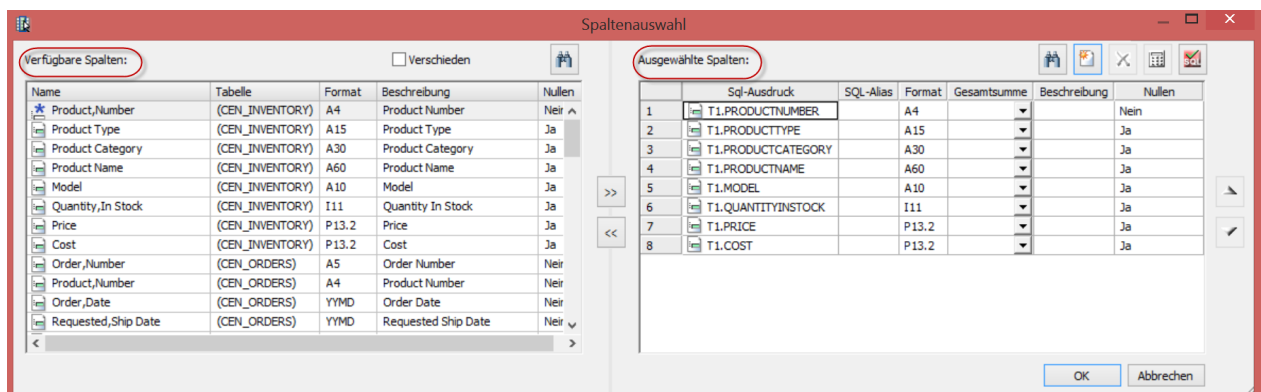 Spaltenauswahl
Verfügbare Spalten:
Verschieden
Name Tabelle Format Beschreibung Nullen
Product,Number (CEN_INVENTORY) A4 Product Number Nein
Product Type (CEN_INVENTORY) A15 Product Type Ja
Product Category (CEN_INVENTORY) A30 Product Category Ja
Product Name (CEN_INVENTORY) A60 Product Name Ja
Model (CEN_INVENTORY) A10 Model Ja
Quantity,In Stock (CEN_INVENTORY) I11 Quantity In Stock Ja
Price (CEN_INVENTORY) P13.2 Price Ja
Cost (CEN_INVENTORY) P13.2 Cost Ja
Order,Number (CEN_ORDERS) A5 Order Number Nein
Product,Number (CEN_ORDERS) A4 Product Number Nein
Order,Date (CEN_ORDERS) YYMD Order Date Nein
Requested,Ship Date (CEN_ORDERS) YYMD Requested Ship Date Nein
>>
<<
Ausgewählte Spalten:
SQL
Sql-Ausdruck SQL-Alias Format Gesamtsumme Beschreibung Nullen
1 T1.PRODUCTNUMBER A4 Nein
2 T1.PRODUCTTYPE A15 Ja
3 T1.PRODUCTCATEGORY A30 Ja
4 T1.PRODUCTNAME A60 Ja
5 T1.MODEL A10 Ja
6 T1.QUANTITYINSTOCK I11 Ja
7 T1.PRICE P13.2 Ja
8 T1.COST P13.2 Ja
OK Abbrechen